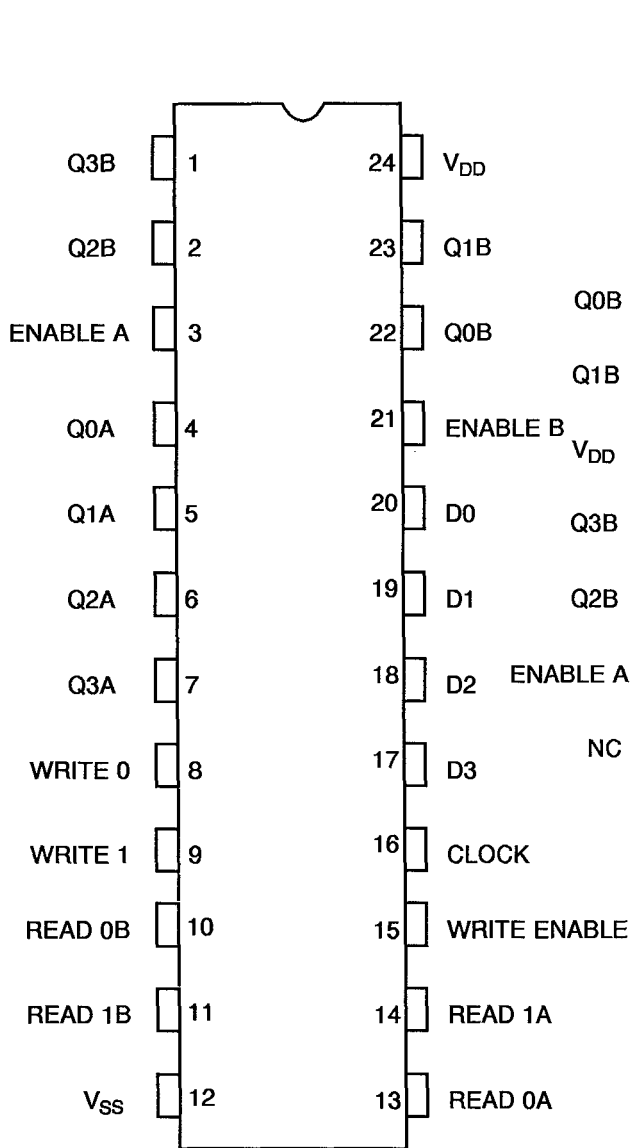 Q3B 1 24 VDD
Q2B 2 23 Q1B
Q0B
ENABLE A 3 22 Q0B
Q1B
Q0A 4 21 ENABLE B
VDD
Q1A 5 20 D0
Q3B
Q2A 6 19 D1 Q2B
Q3A 7 18 D2 ENABLE A
NC
WRITE 0 8 17 D3
WRITE 1 9 16 CLOCK
READ 0B 10 15 WRITE ENABLE
READ 1B 11 14 READ 1A
VSS 12 13 READ 0A